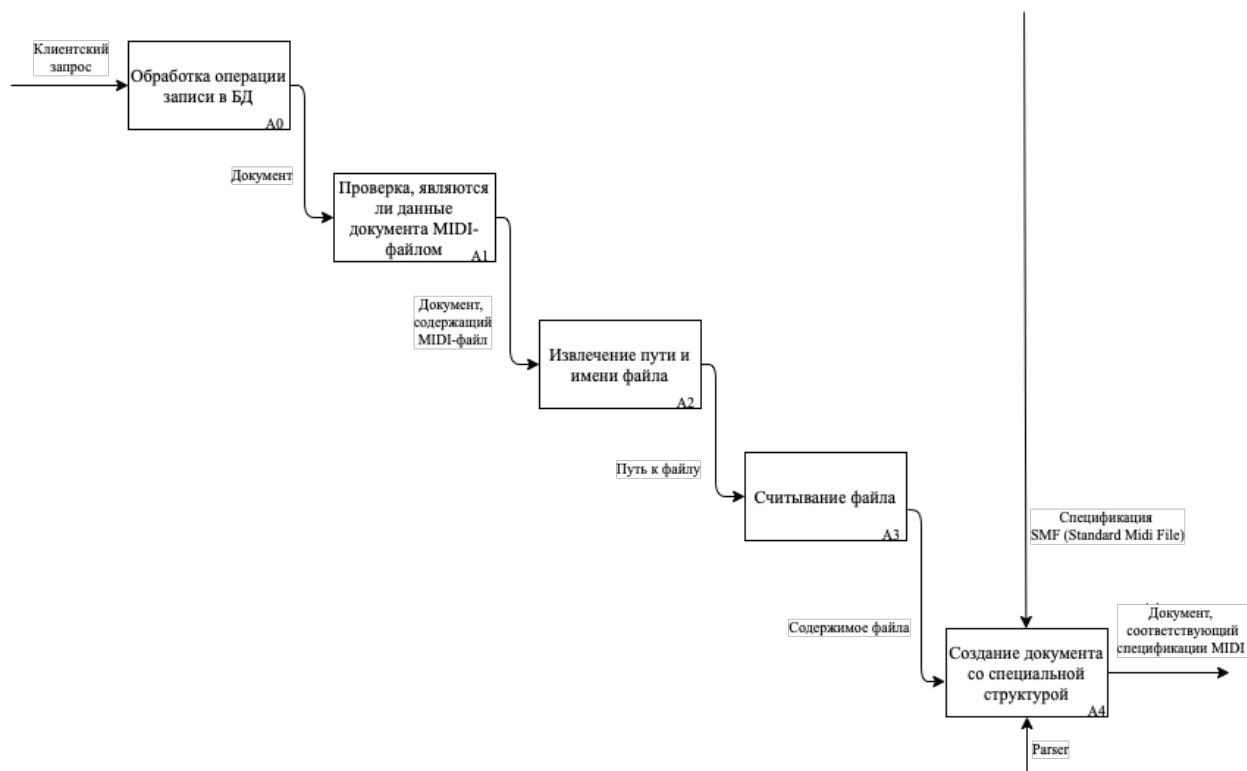 Клиентский
запрос
Обработка операции
записи в БД
A0
Документ
Проверка, являются
ли данные
документа MIDI-
файлом
A1
Документ,
содержащий
MIDI-файл
Извлечение пути и
имени файла
A2
Путь к файлу
Считывание файла
A3
Спецификация
SMF (Standard Midi File)
Содержимое файла
Создание документа
со специальной
структурой
A4
Документ,
соответствующий
спецификации MIDI
Parser